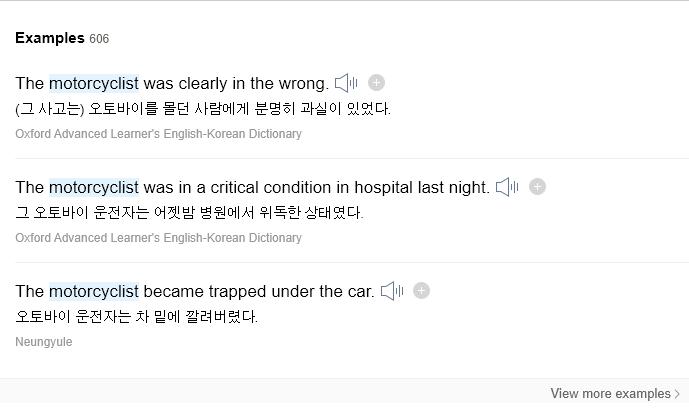 Examples 606
The motorcyclist was clearly in the wrong.
(그 사고는) 오토바이를 몰던 사람에게 분명히 과실이 있었다.
Oxford Advanced Learner's English-Korean Dictionary
The motorcyclist was in a critical condition in hospital last night.
그 오토바이 운전자는 어젯밤 병원에서 위독한 상태였다.
Oxford Advanced Learner's English-Korean Dictionary
The motorcyclist became trapped under the car.
오토바이 운전자는 차 밑에 깔려버렸다.
Neungyule
View more examples